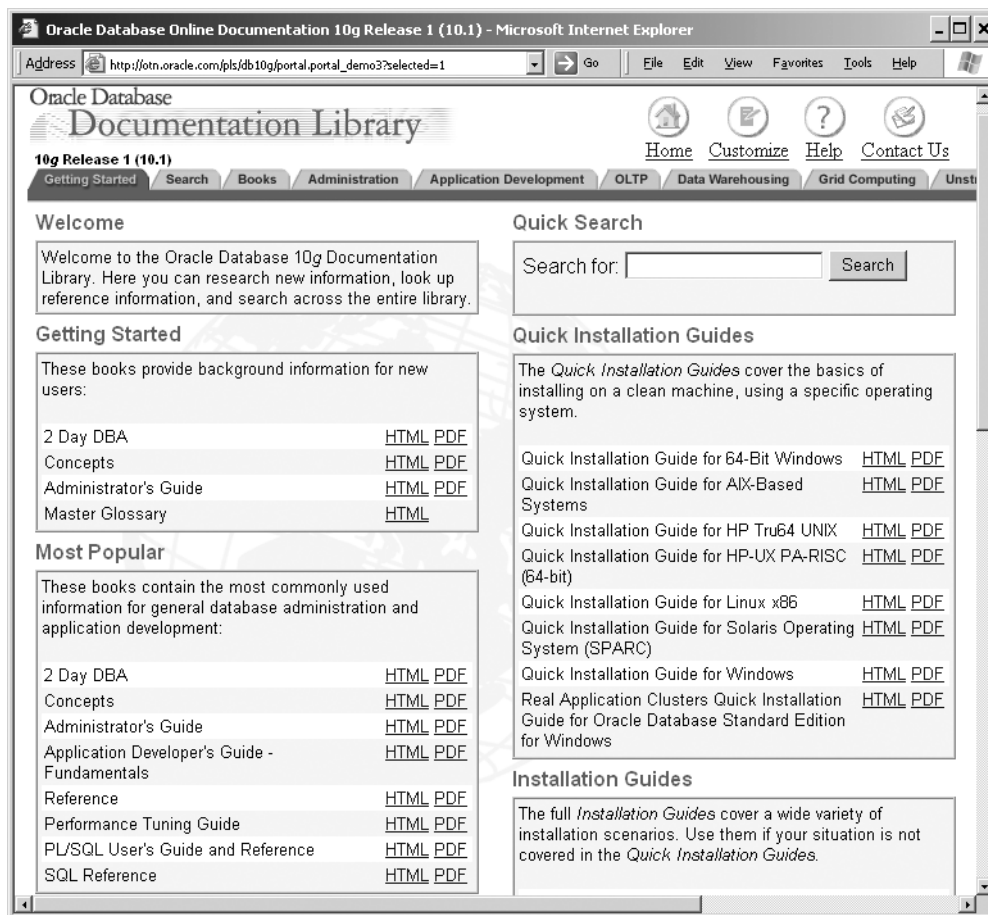 Oracle Database Online Documentation 10g Release 1 (10.1) - Microsoft Internet Explorer
Address http://otn.oracle.com/pls/db10g/portal.portal_demo3?selected=1 Go File Edit View Favorites Tools Help
Oracle Database
Documentation Library
10g Release 1 (10.1)
Home Customize Help Contact Us
Getting Started Search Books Administration Application Development OLTP Data Warehousing Grid Computing Unst
Welcome
Welcome to the Oracle Database 10g Documentation
Library. Here you can research new information, look up
reference information, and search across the entire library.
Getting Started
These books provide background information for new
users:
2 Day DBA HTML PDF
Concepts HTML PDF
Administrator's Guide HTML PDF
Master Glossary HTML
Most Popular
These books contain the most commonly used
information for general database administration and
application development:
2 Day DBA HTML PDF
Concepts HTML PDF
Administrator's Guide HTML PDF
Application Developer's Guide - HTML PDF
Fundamentals
Reference HTML PDF
Performance Tuning Guide HTML PDF
PL/SQL User's Guide and Reference HTML PDF
SQL Reference HTML PDF
Quick Search
Search for: Search
Quick Installation Guides
The Quick Installation Guides cover the basics of
installing on a clean machine, using a specific operating
system.
Quick Installation Guide for 64-Bit Windows HTML PDF
Quick Installation Guide for AIX-Based HTML PDF
Systems
Quick Installation Guide for HP Tru64 UNIX HTML PDF
Quick Installation Guide for HP-UX PA-RISC HTML PDF
(64-bit)
Quick Installation Guide for Linux x86 HTML PDF
Quick Installation Guide for Solaris Operating HTML PDF
System (SPARC)
Quick Installation Guide for Windows HTML PDF
Real Application Clusters Quick Installation HTML PDF
Guide for Oracle Database Standard Edition
for Windows
Installation Guides
The full Installation Guides cover a wide variety of
installation scenarios. Use them if your situation is not
covered in the Quick Installation Guides.